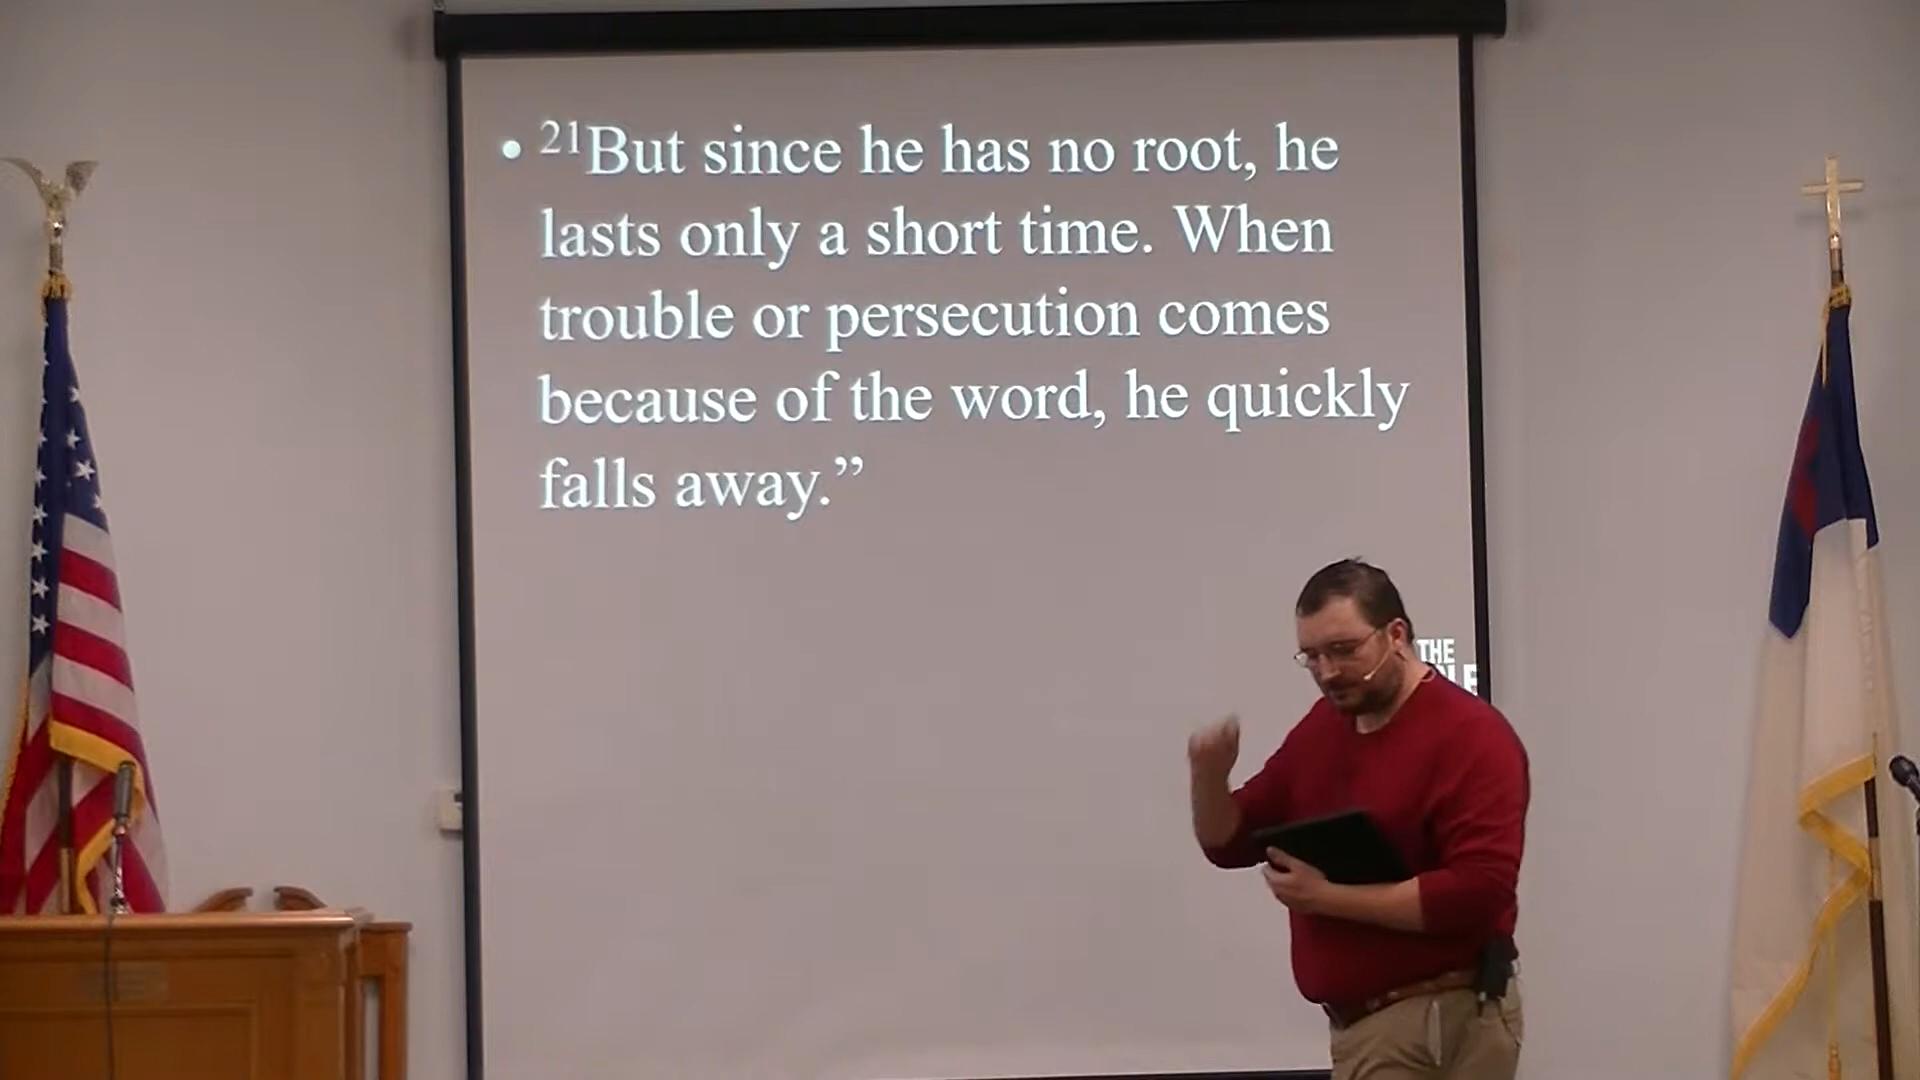 • ²¹But since he has no root, he
lasts only a short time. When
trouble or persecution comes
because of the word, he quickly
falls away.”
THE